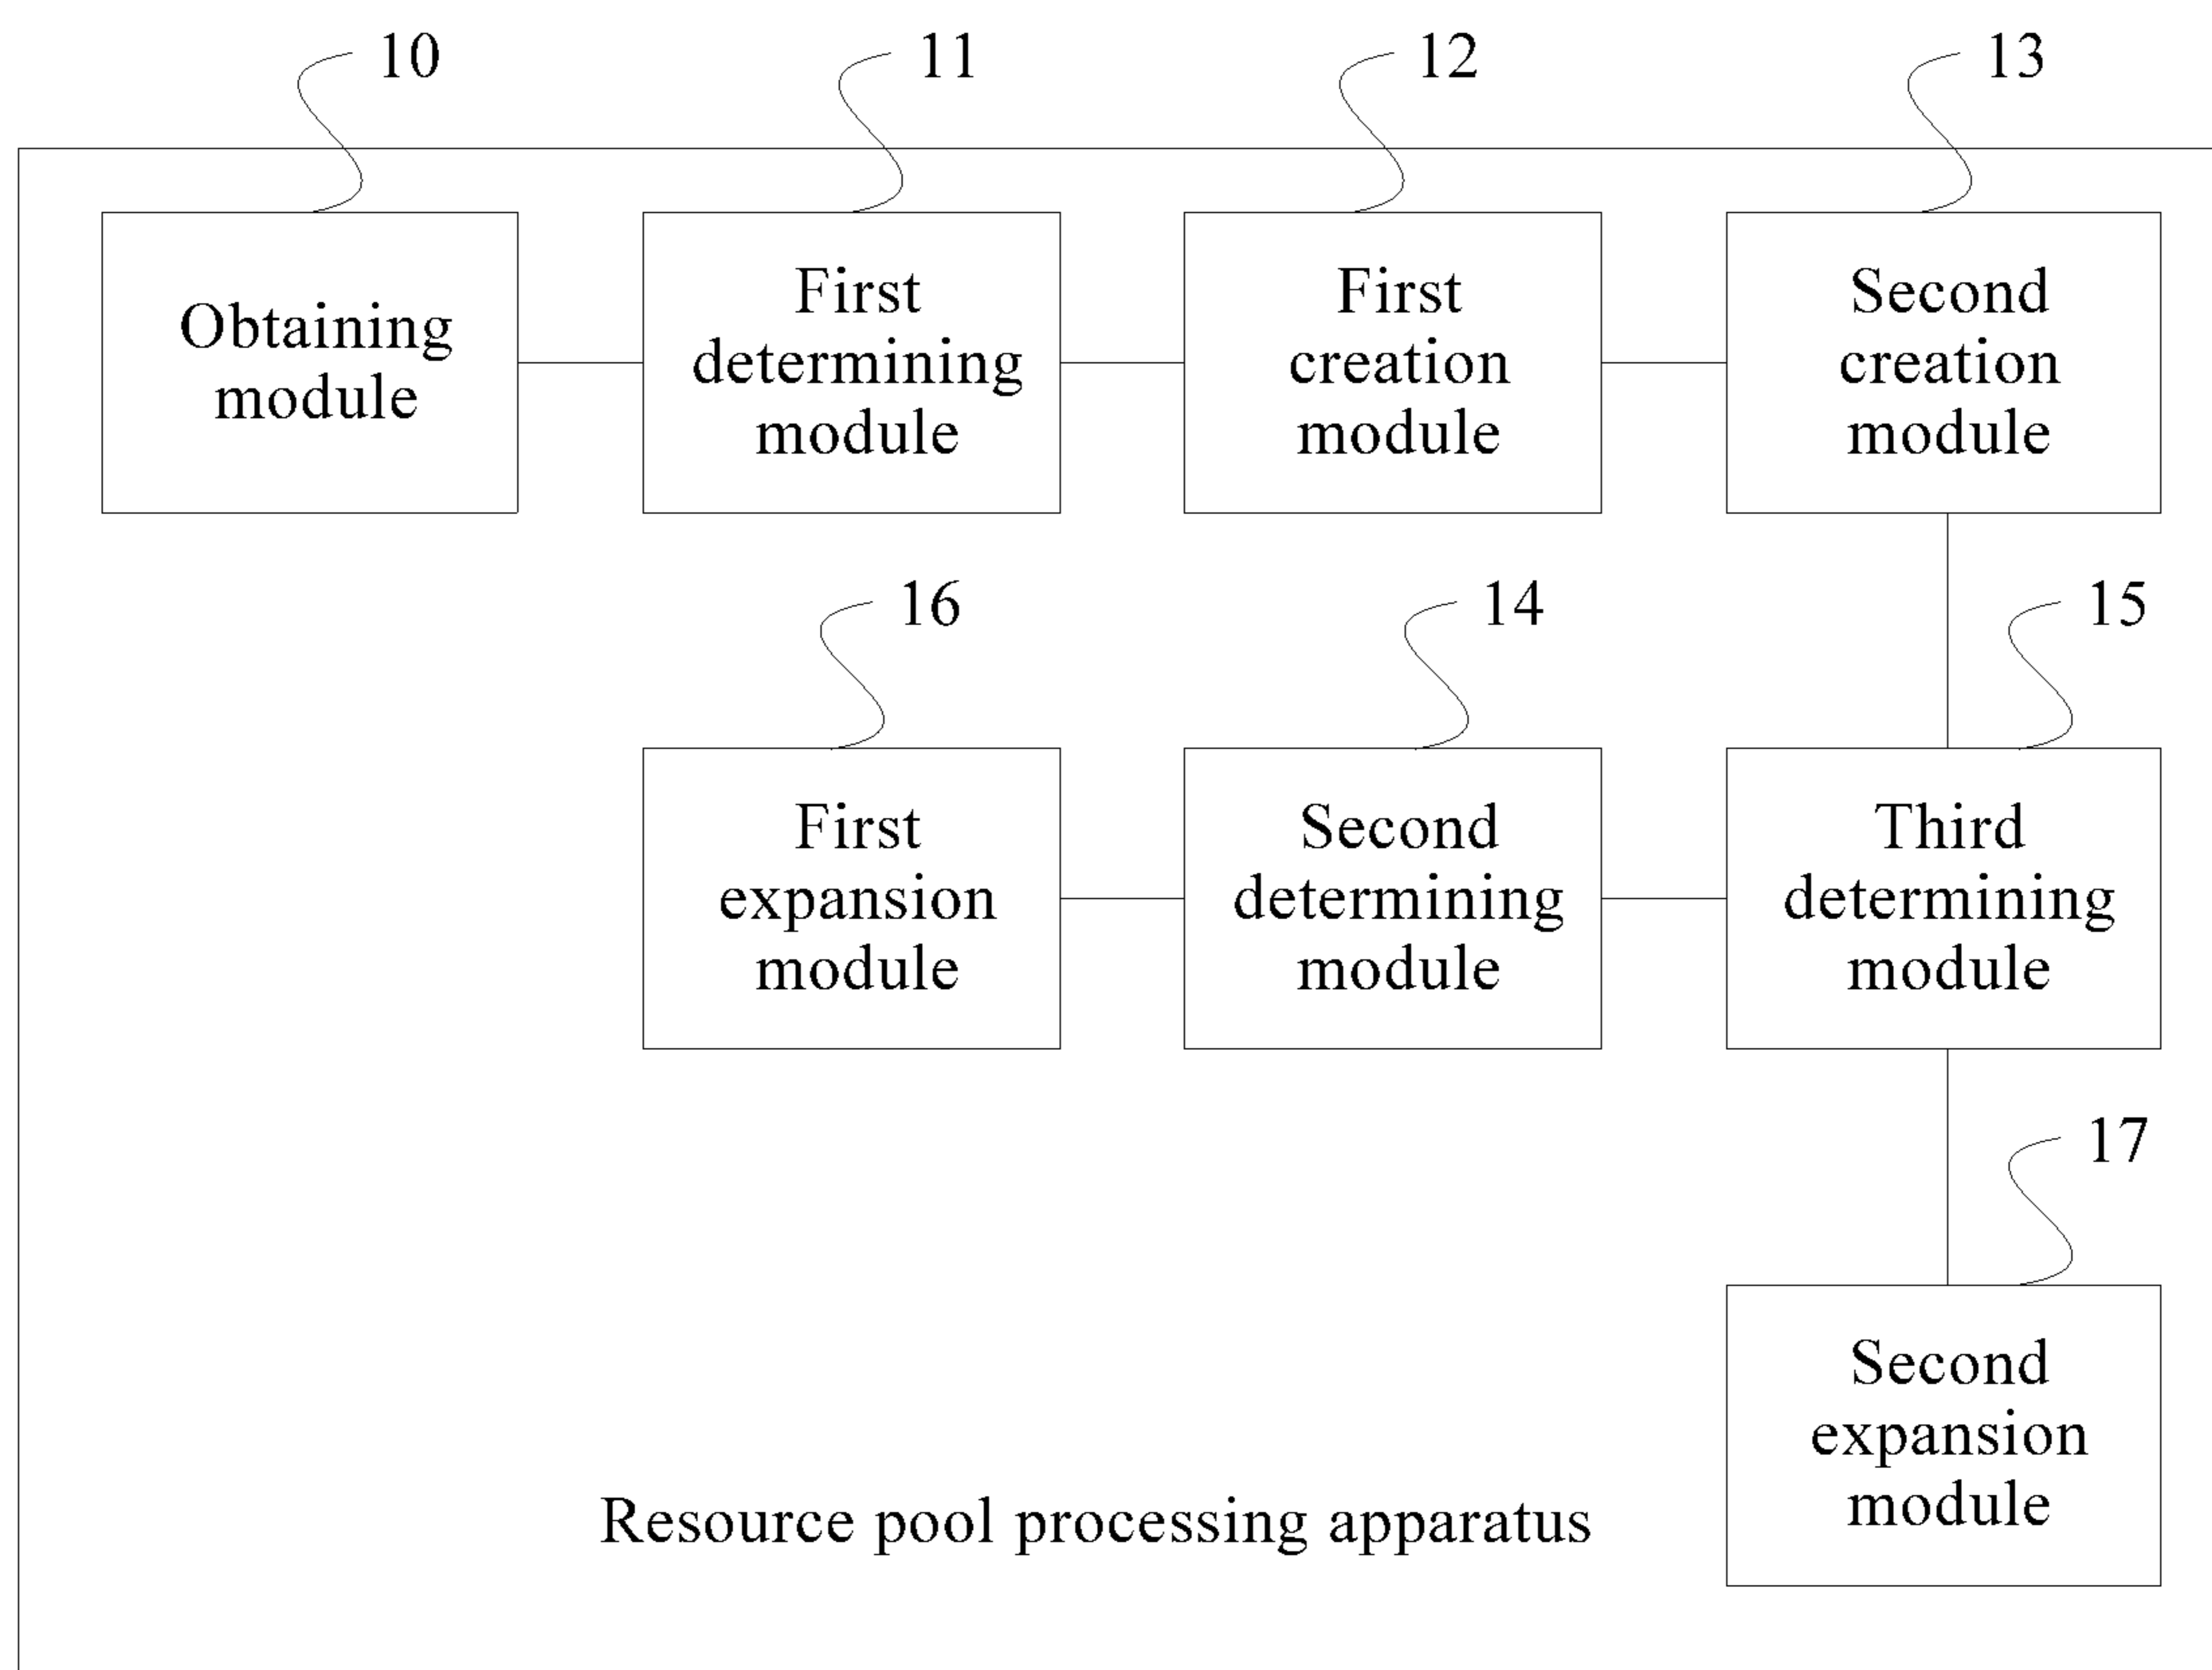 10
11
12
13
Obtaining
module
First
determining
module
First
creation
module
Second
creation
module
16
14
15
First
expansion
module
Second
determining
module
Third
determining
module
17
Second
expansion
module
Resource pool processing apparatus